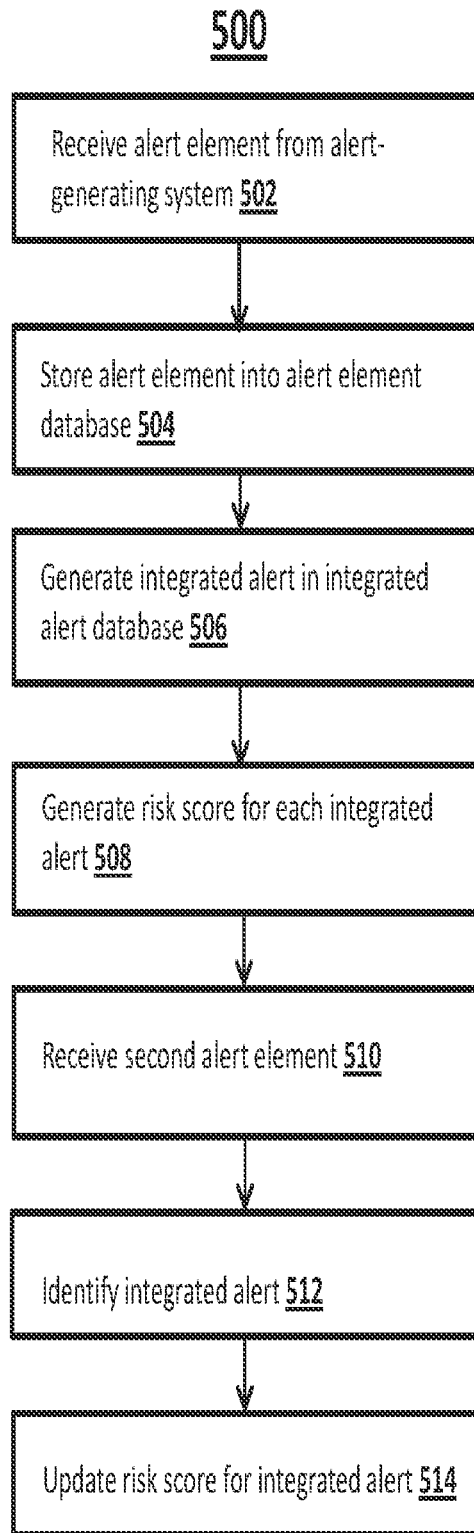 500
Receive alert element from alert-
generating system 502
Store alert element into alert element
database 504
Generate integrated alert in integrated
alert database 506
Generate risk score for each integrated
alert 508
Receive second alert element 510
Identify integrated alert 512
Update risk score for integrated alert 514